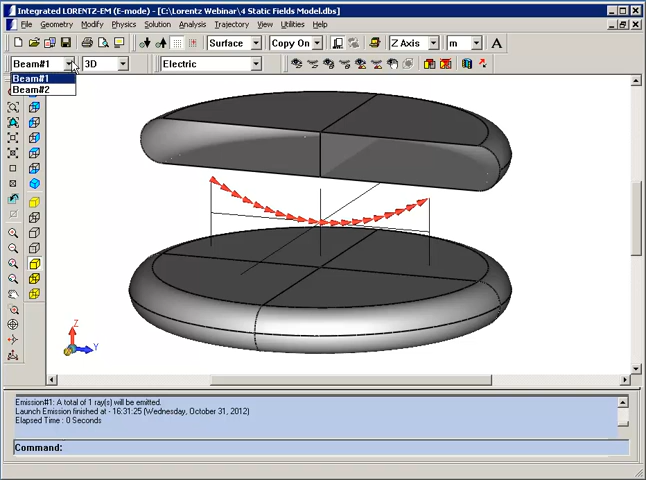 Integrated LORENTZ-EM (E-mode) - [C:\Lorentz Webinar\4 Static Fields Model.dbs]
File Geometry Modify Physics Solution Analysis Trajectory View Utilities Help
Surface Copy On Z Axis m A
Beam#1 3D Electric
Beam#1
Beam#2
Z
Y
Emission#1: A total of 1 ray(s) will be emitted.
Launch Emission finished at - 16:31:25 (Wednesday, October 31, 2012)
Elapsed Time : 0 Seconds
Command: